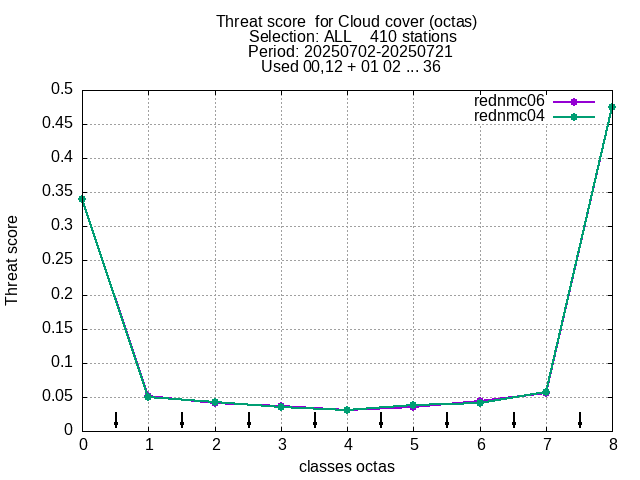 Threat score  for Cloud cover (octas)
Selection: ALL    410 stations
Period: 20250702-20250721
Used 00,12 + 01 02 ... 36
rednmc06
rednmc04
0.5
0.45
0.4
0.35
0.3
0.25
0.2
0.15
0.1
0.05
0
Threat score
0 1 2 3 4 5 6 7 8
classes octas